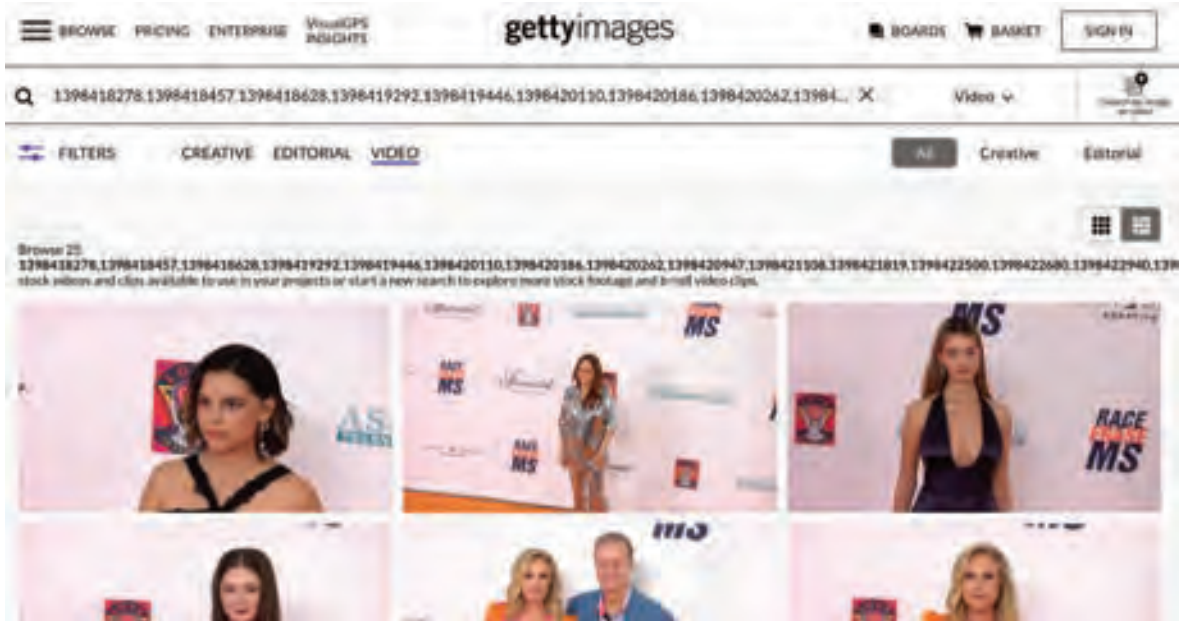 BROWSE PRICING ENTERPRISE VisualGPS INSIGHTS gettyimages BOARDS BASKET SIGN IN
1398418278,1398418457,1398418628,1398419292,1398419446,1398420110,1398420186,1398420262,13984... Video
FILTERS CREATIVE EDITORIAL VIDEO All Creative Editorial
Browse 25
1398418278,1398418457,1398418628,1398419292,1398419446,1398420110,1398420186,1398420262,1398420947,1398421108,1398421819,1398422500,1398422680,1398422940,139
stock videos and clips available to use in your projects or start a new search to explore more stock footage and b-roll video clips.
MS
MS
RACE
MS
RACE
MS
RACE
ERASE
MS
MS